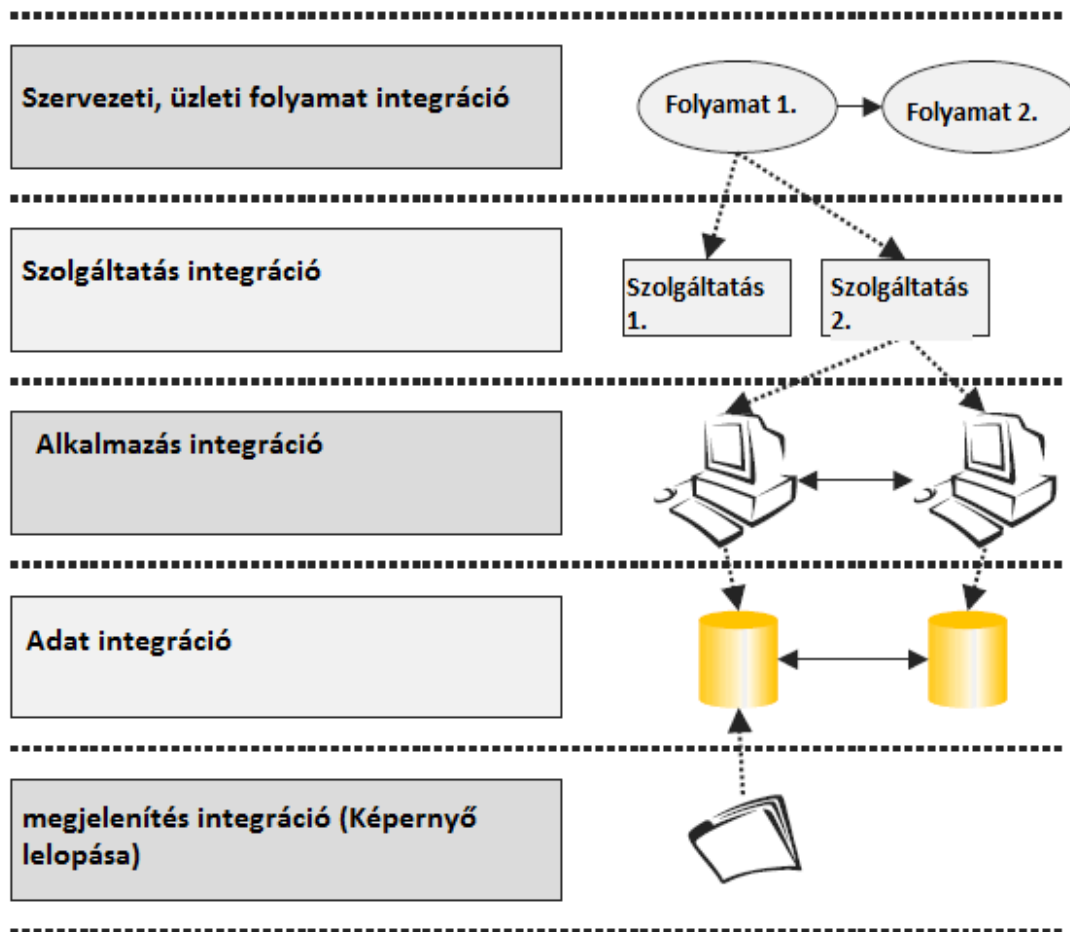 Szervezeti, üzleti folyamat integráció
Folyamat 1.
Folyamat 2.
Szolgáltatás integráció
Szolgáltatás
1.
Szolgáltatás
2.
Alkalmazás integráció
Adat integráció
megjelenítés integráció (Képernyő
lelopása)